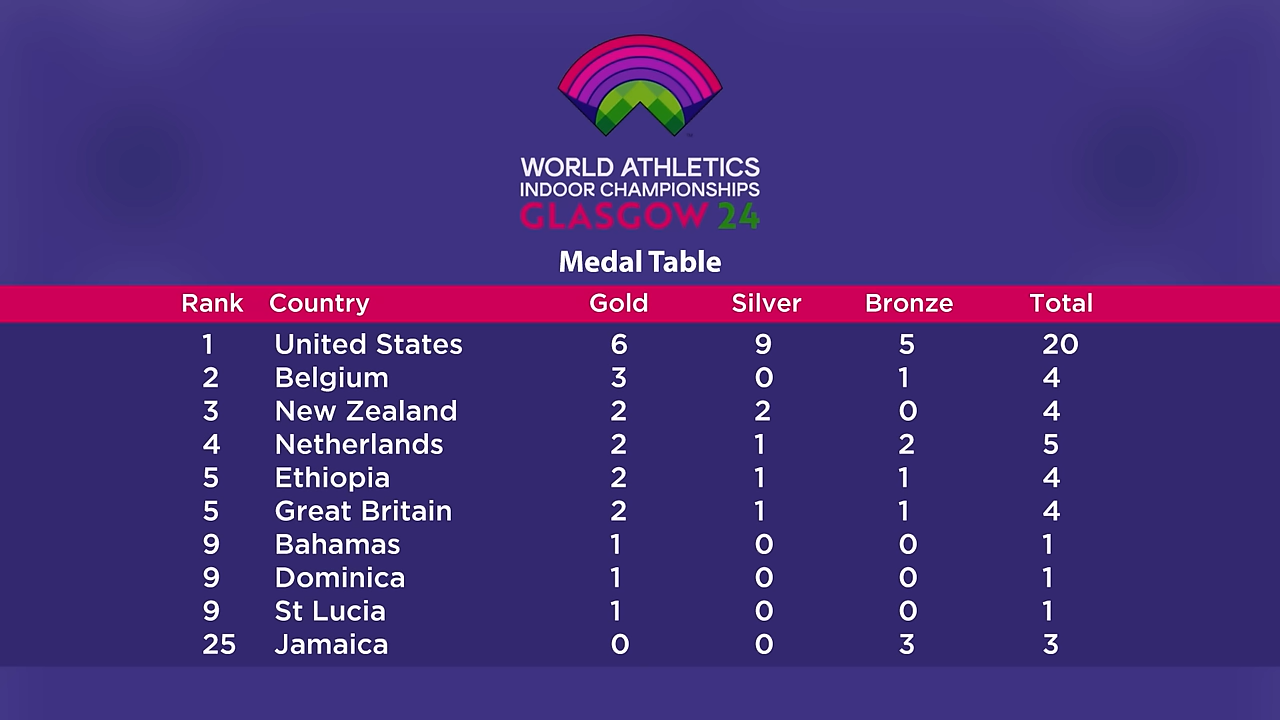 WORLD ATHLETICS
INDOOR CHAMPIONSHIPS
GLASGOW 24
Medal Table
Rank Country Gold Silver Bronze Total
1 United States 6 9 5 20
2 Belgium 3 0 1 4
3 New Zealand 2 2 0 4
4 Netherlands 2 1 2 5
5 Ethiopia 2 1 1 4
5 Great Britain 2 1 1 4
9 Bahamas 1 0 0 1
9 Dominica 1 0 0 1
9 St Lucia 1 0 0 1
25 Jamaica 0 0 3 3